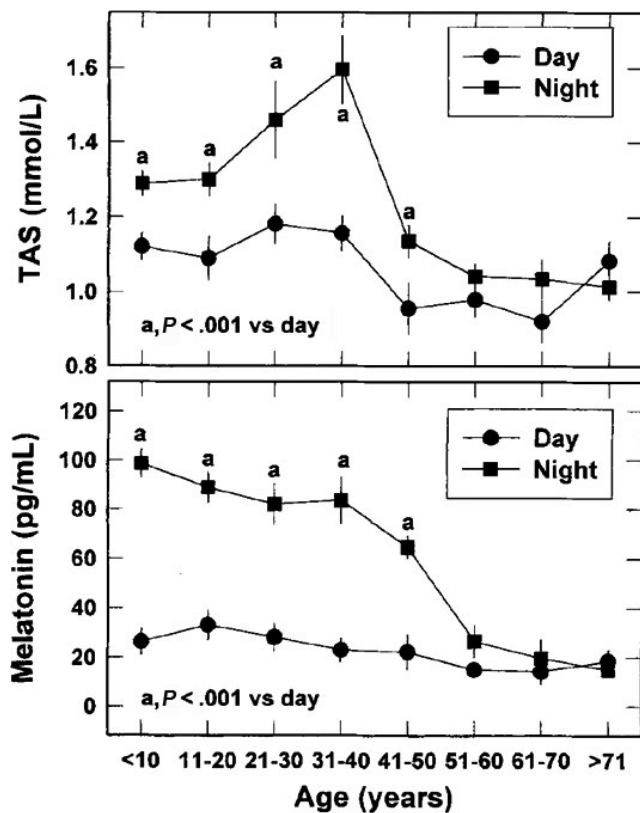 TAS (mmol/L)
1.6
1.4
1.2
1.0
0.8
Day
Night
a
a
a
a
a
a, P < .001 vs day
Melatonin (pg/mL)
120
100
80
60
40
20
0
Day
Night
a
a
a
a
a
a, P < .001 vs day
<10 11-20 21-30 31-40 41-50 51-60 61-70 >71
Age (years)